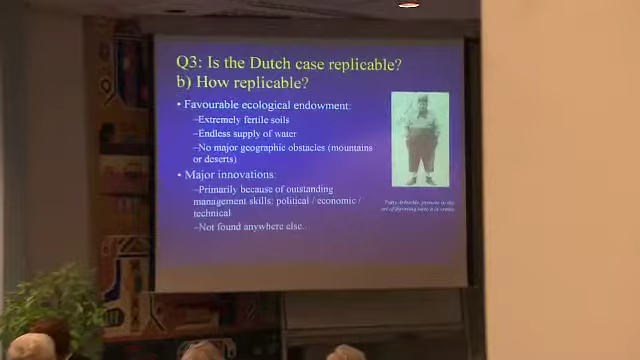 Q3: Is the Dutch case replicable?
b) How replicable?
• Favourable ecological endowment:
–Extremely fertile soils
–Endless supply of water
–No major geographic obstacles (mountains
or deserts)
• Major innovations:
–Primarily because of outstanding
management skills: political / economic /
technical
–Not found anywhere else..